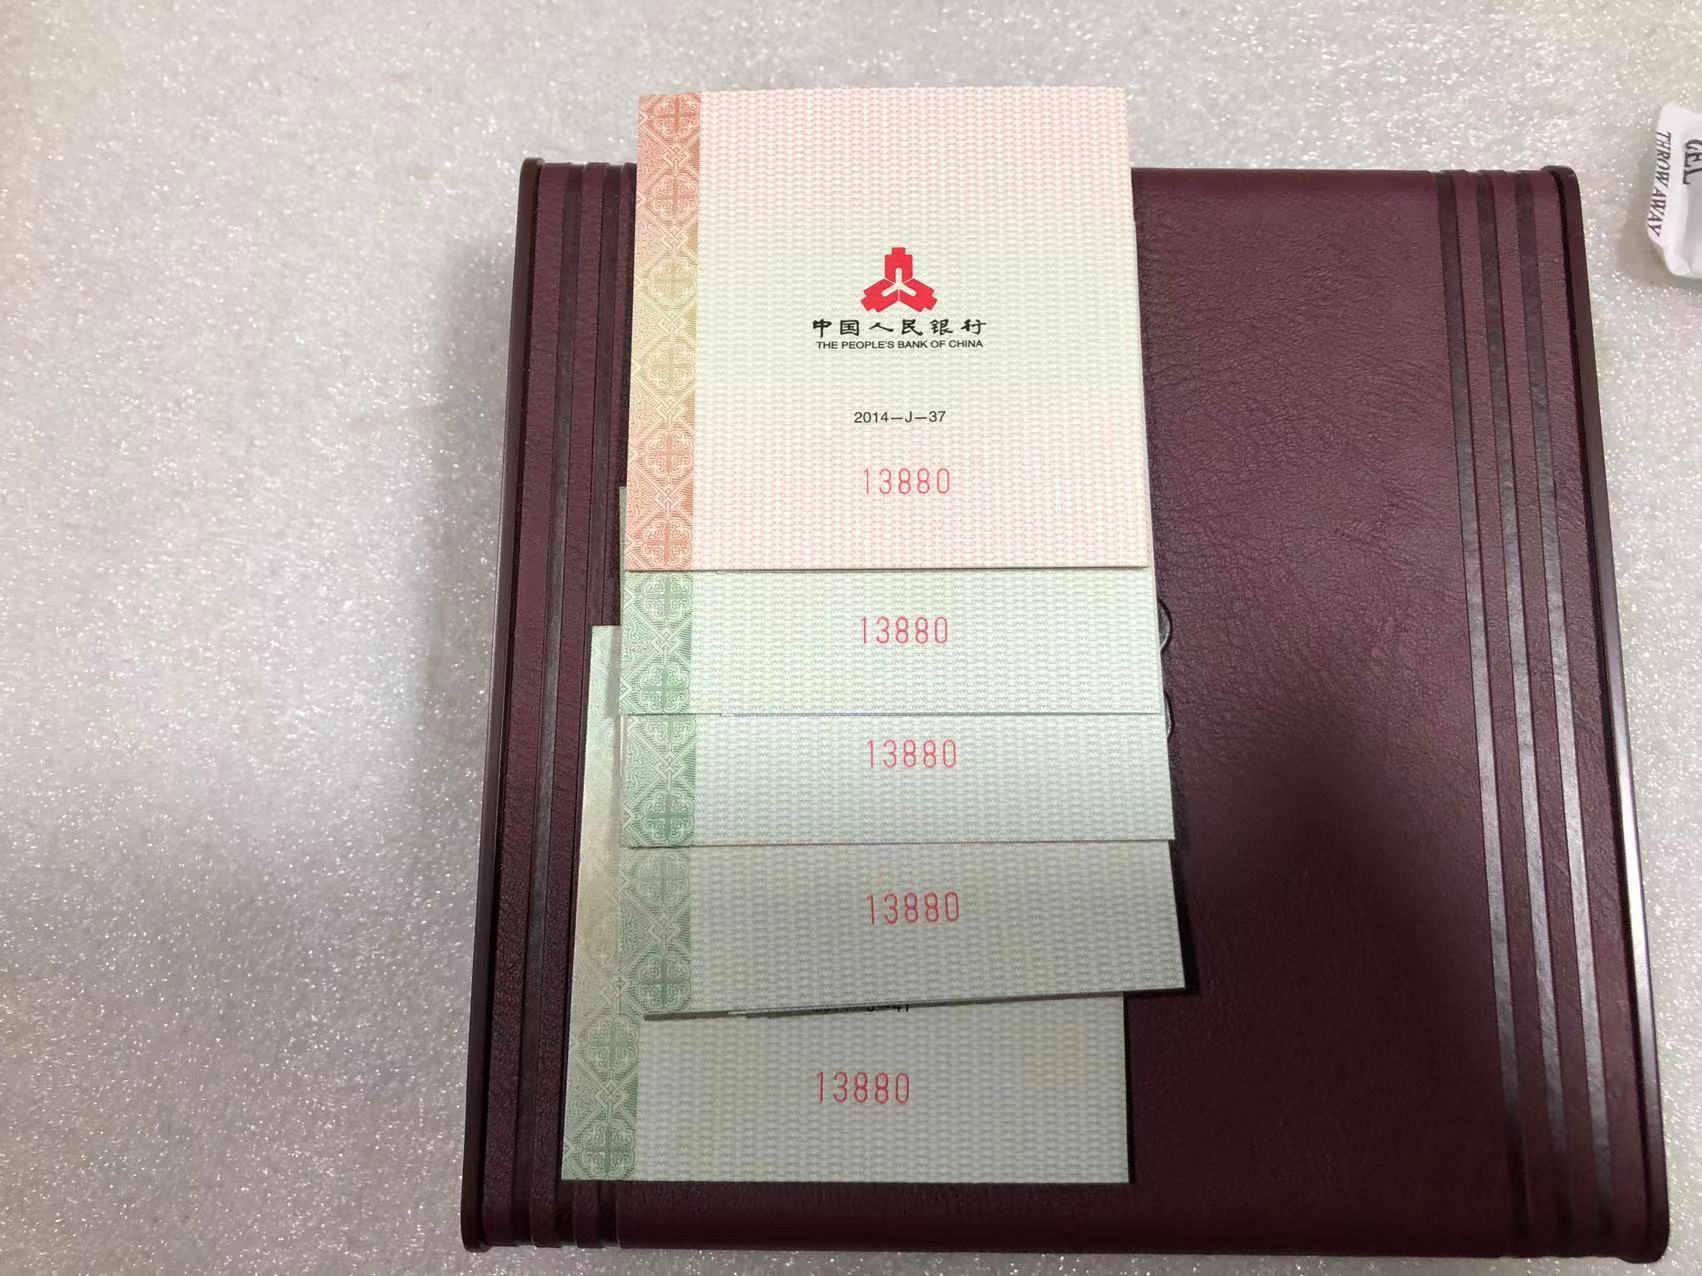 中国人民银行
THE PEOPLE'S BANK OF CHINA
2014—J—37
13880
13880
13880
13880
13880
GEL
THROW AWAY